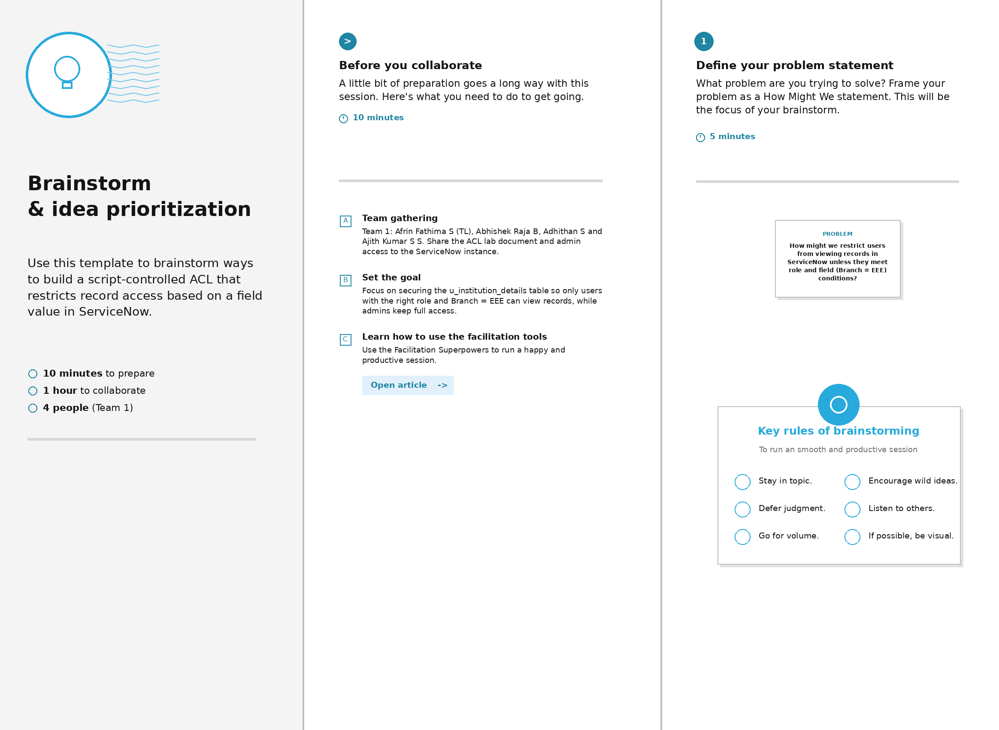 Brainstorm
& idea prioritization
Use this template to brainstorm ways
to build a script-controlled ACL that
restricts record access based on a field
value in ServiceNow.
10 minutes to prepare
1 hour to collaborate
4 people (Team 1)
>
Before you collaborate
A little bit of preparation goes a long way with this
session. Here's what you need to do to get going.
10 minutes
A
Team gathering
Team 1: Afrin Fathima S (TL), Abhishek Raja B, Adhithan S and
Ajith Kumar S S. Share the ACL lab document and admin
access to the ServiceNow instance.
B
Set the goal
Focus on securing the u_institution_details table so only users
with the right role and Branch = EEE can view records, while
admins keep full access.
C
Learn how to use the facilitation tools
Use the Facilitation Superpowers to run a happy and
productive session.
Open article ->
1
Define your problem statement
What problem are you trying to solve? Frame your
problem as a How Might We statement. This will be
the focus of your brainstorm.
5 minutes
PROBLEM
How might we restrict users
from viewing records in
ServiceNow unless they meet
role and field (Branch = EEE)
conditions?
Key rules of brainstorming
To run an smooth and productive session
Stay in topic.
Encourage wild ideas.
Defer judgment.
Listen to others.
Go for volume.
If possible, be visual.